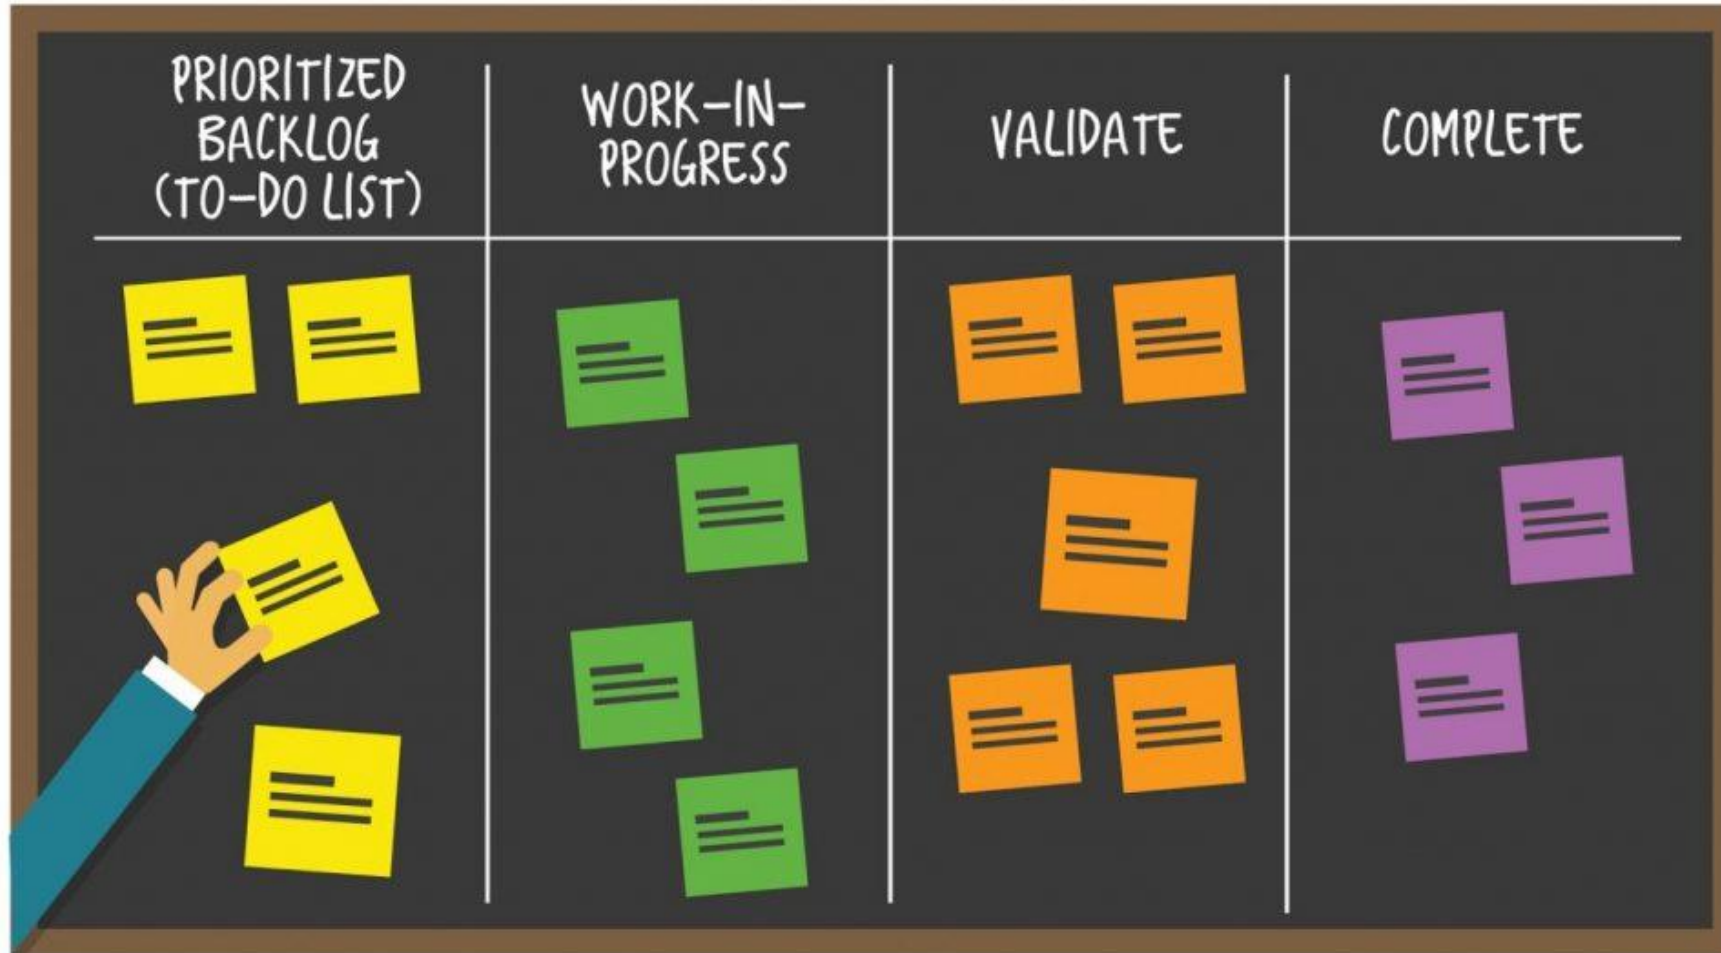 PRIORITIZED
BACKLOG
(TO-DO LIST)
WORK-IN-
PROGRESS
VALIDATE
COMPLETE